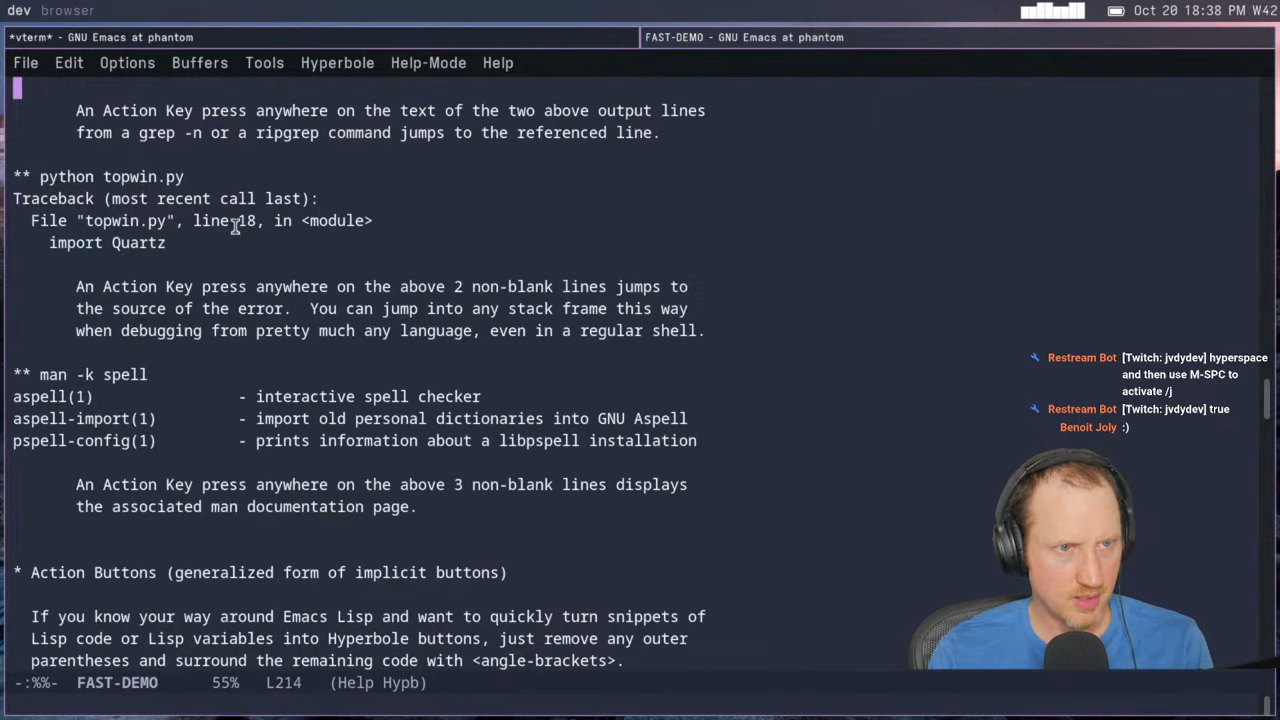 dev browser
Oct 20 18:38 W42
*vterm* - GNU Emacs at phantom
FAST-DEMO - GNU Emacs at phantom
File Edit Options Buffers Tools Hyperbole Help-Mode Help
An Action Key press anywhere on the text of the two above output lines
from a grep -n or a ripgrep command jumps to the referenced line.
** python topwin.py
Traceback (most recent call last):
File "topwin.py", line 18, in <module>
import Quartz
An Action Key press anywhere on the above 2 non-blank lines jumps to
the source of the error.  You can jump into any stack frame this way
when debugging from pretty much any language, even in a regular shell.
** man -k spell
aspell(1) - interactive spell checker
aspell-import(1) - import old personal dictionaries into GNU Aspell
pspell-config(1) - prints information about a libpspell installation
An Action Key press anywhere on the above 3 non-blank lines displays
the associated man documentation page.
* Action Buttons (generalized form of implicit buttons)
If you know your way around Emacs Lisp and want to quickly turn snippets of
Lisp code or Lisp variables into Hyperbole buttons, just remove any outer
parentheses and surround the remaining code with <angle-brackets>.
-:%%- FAST-DEMO 55% L214 (Help Hypb)
Restream Bot [Twitch: jvdydev] hyperspace
and then use M-SPC to
activate /j
Restream Bot [Twitch: jvdydev] true
Benoit Joly :)